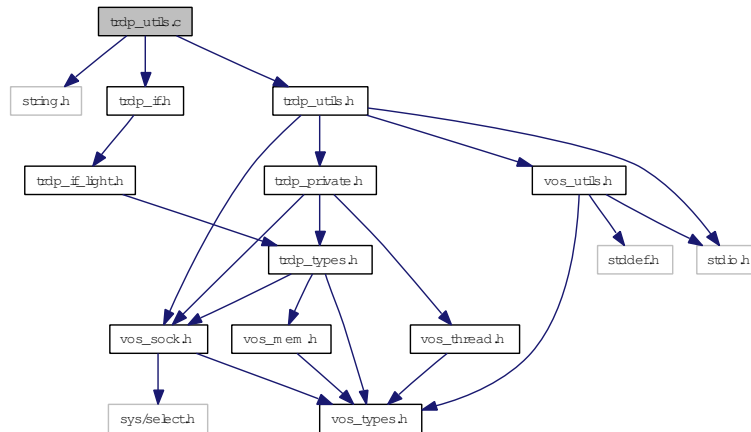 trdp_utils.c
string.h
trdp_if.h
trdp_utils.h
trdp_if_light.h
trdp_private.h
vos_utils.h
trdp_types.h
stddef.h
stdio.h
vos_sock.h
vos_mem.h
vos_thread.h
sys/select.h
vos_types.h